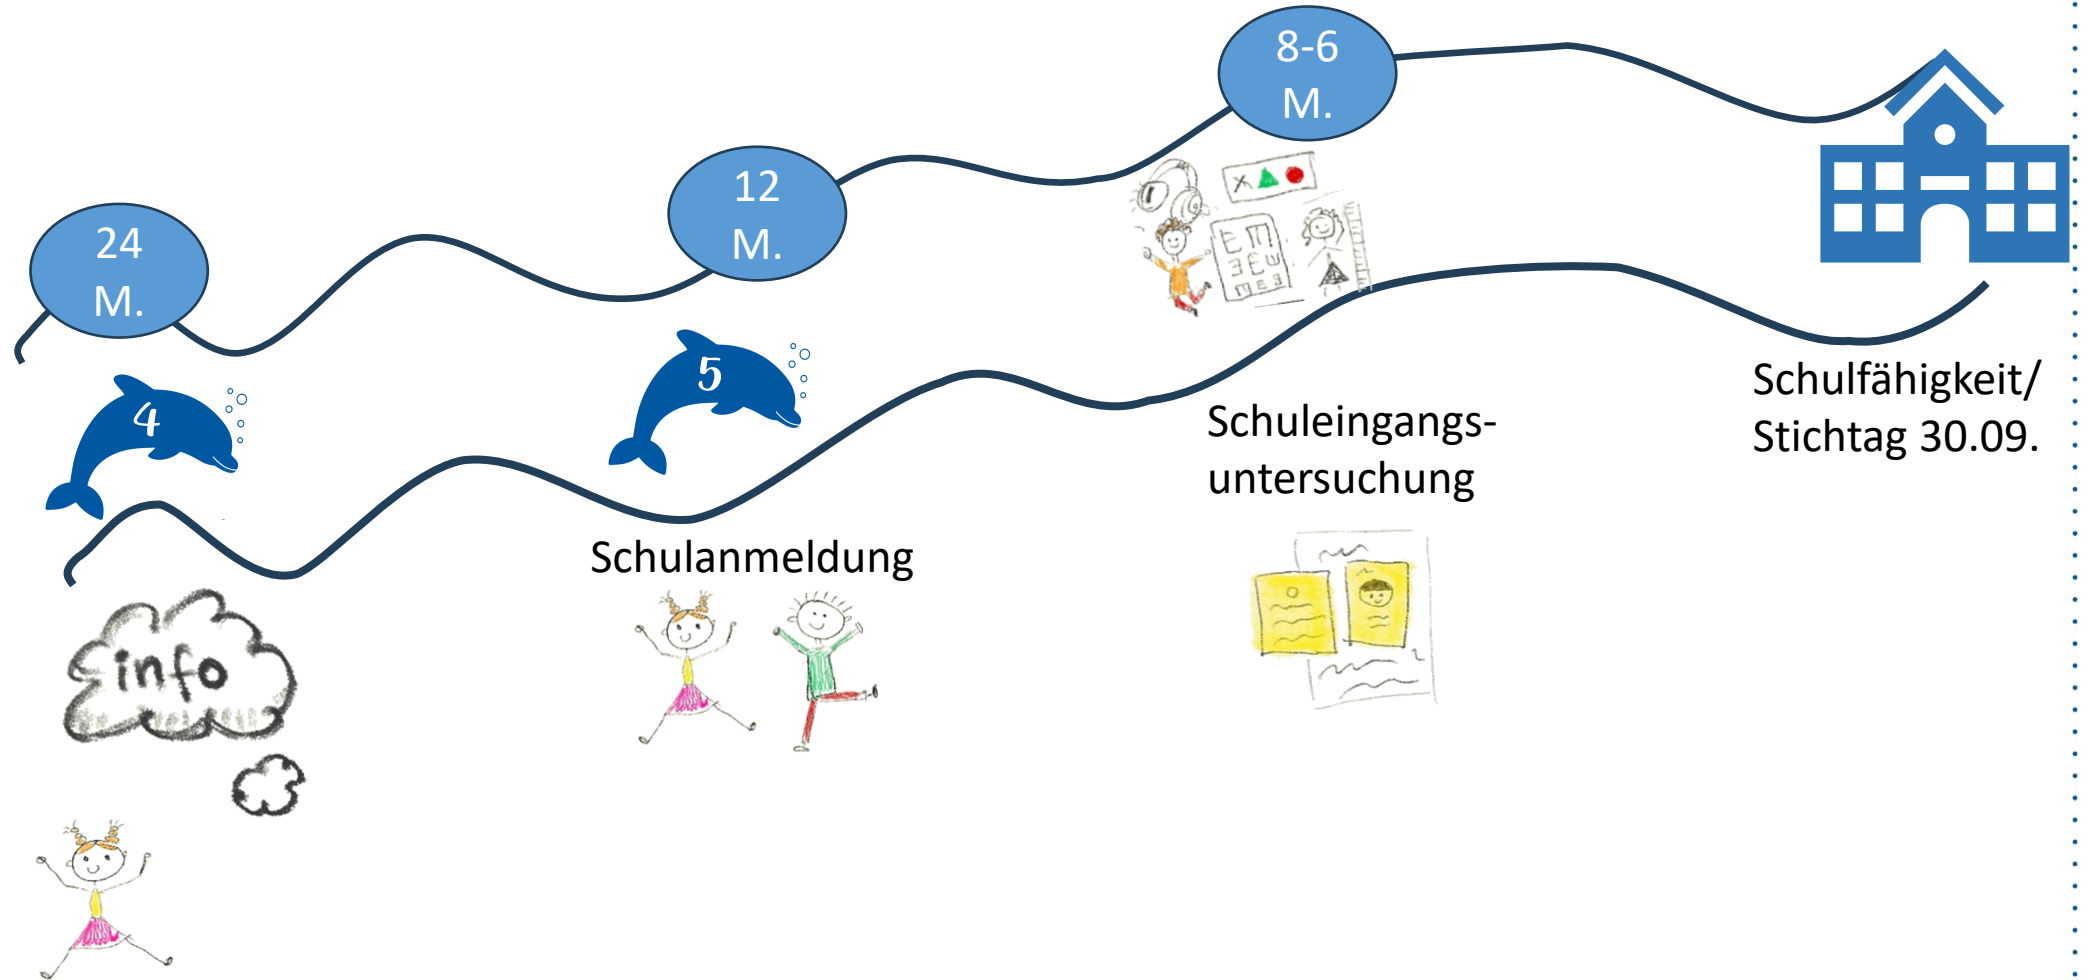 24
M.
12
M.
8-6
M.
4
5
Schulfähigkeit/
Stichtag 30.09.
Schuleingangs-
untersuchung
Schulanmeldung
info